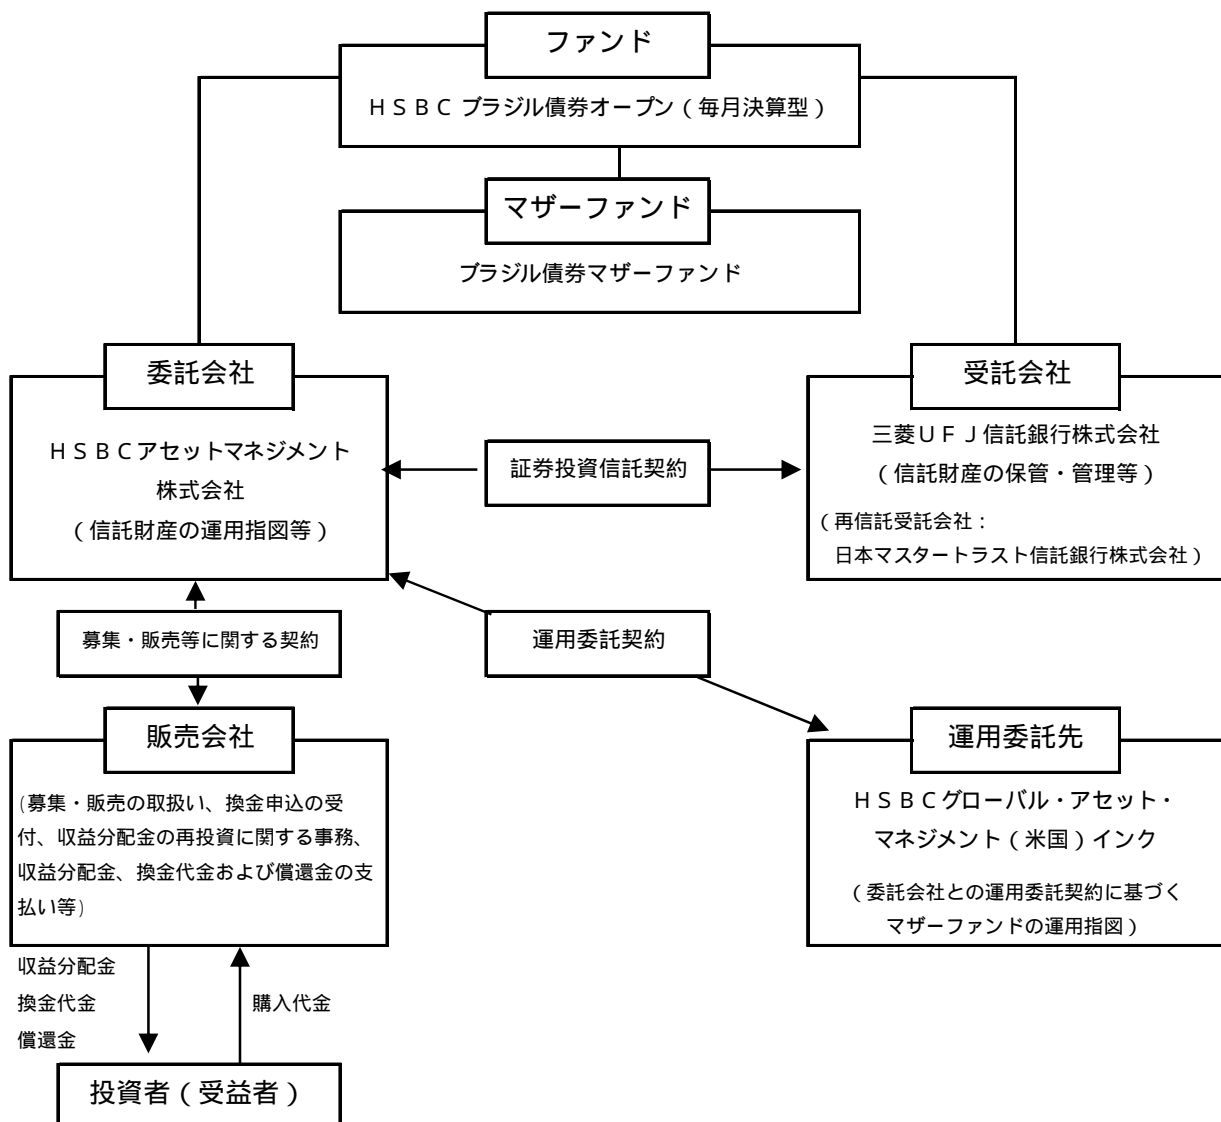 ファンド
ＨＳＢＣ ブラジル債券オープン（毎月決算型）
マザーファンド
ブラジル債券マザーファンド
委託会社
ＨＳＢＣアセットマネジメント
株式会社
（信託財産の運用指図等）
証券投資信託契約
受託会社
三菱ＵＦＪ信託銀行株式会社
（信託財産の保管・管理等）
（再信託受託会社：
日本マスタートラスト信託銀行株式会社）
募集・販売等に関する契約
運用委託契約
販売会社
(募集・販売の取扱い、換金申込の受
付、収益分配金の再投資に関する事務、
収益分配金、換金代金および償還金の支
払い等)
運用委託先
ＨＳＢＣグローバル・アセット・
マネジメント（米国）インク
（委託会社との運用委託契約に基づく
マザーファンドの運用指図）
収益分配金
換金代金
償還金
購入代金
投資者（受益者）